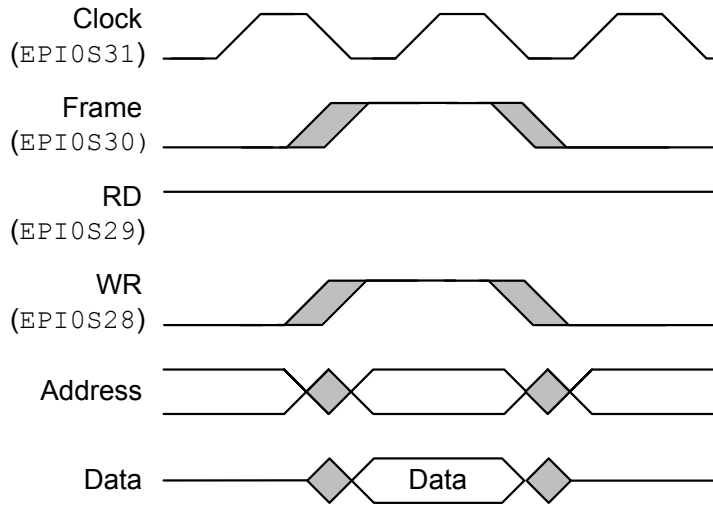 Clock
(EPI0S31)
Frame
(EPI0S30)
RD
(EPI0S29)
WR
(EPI0S28)
Address
Data
Data